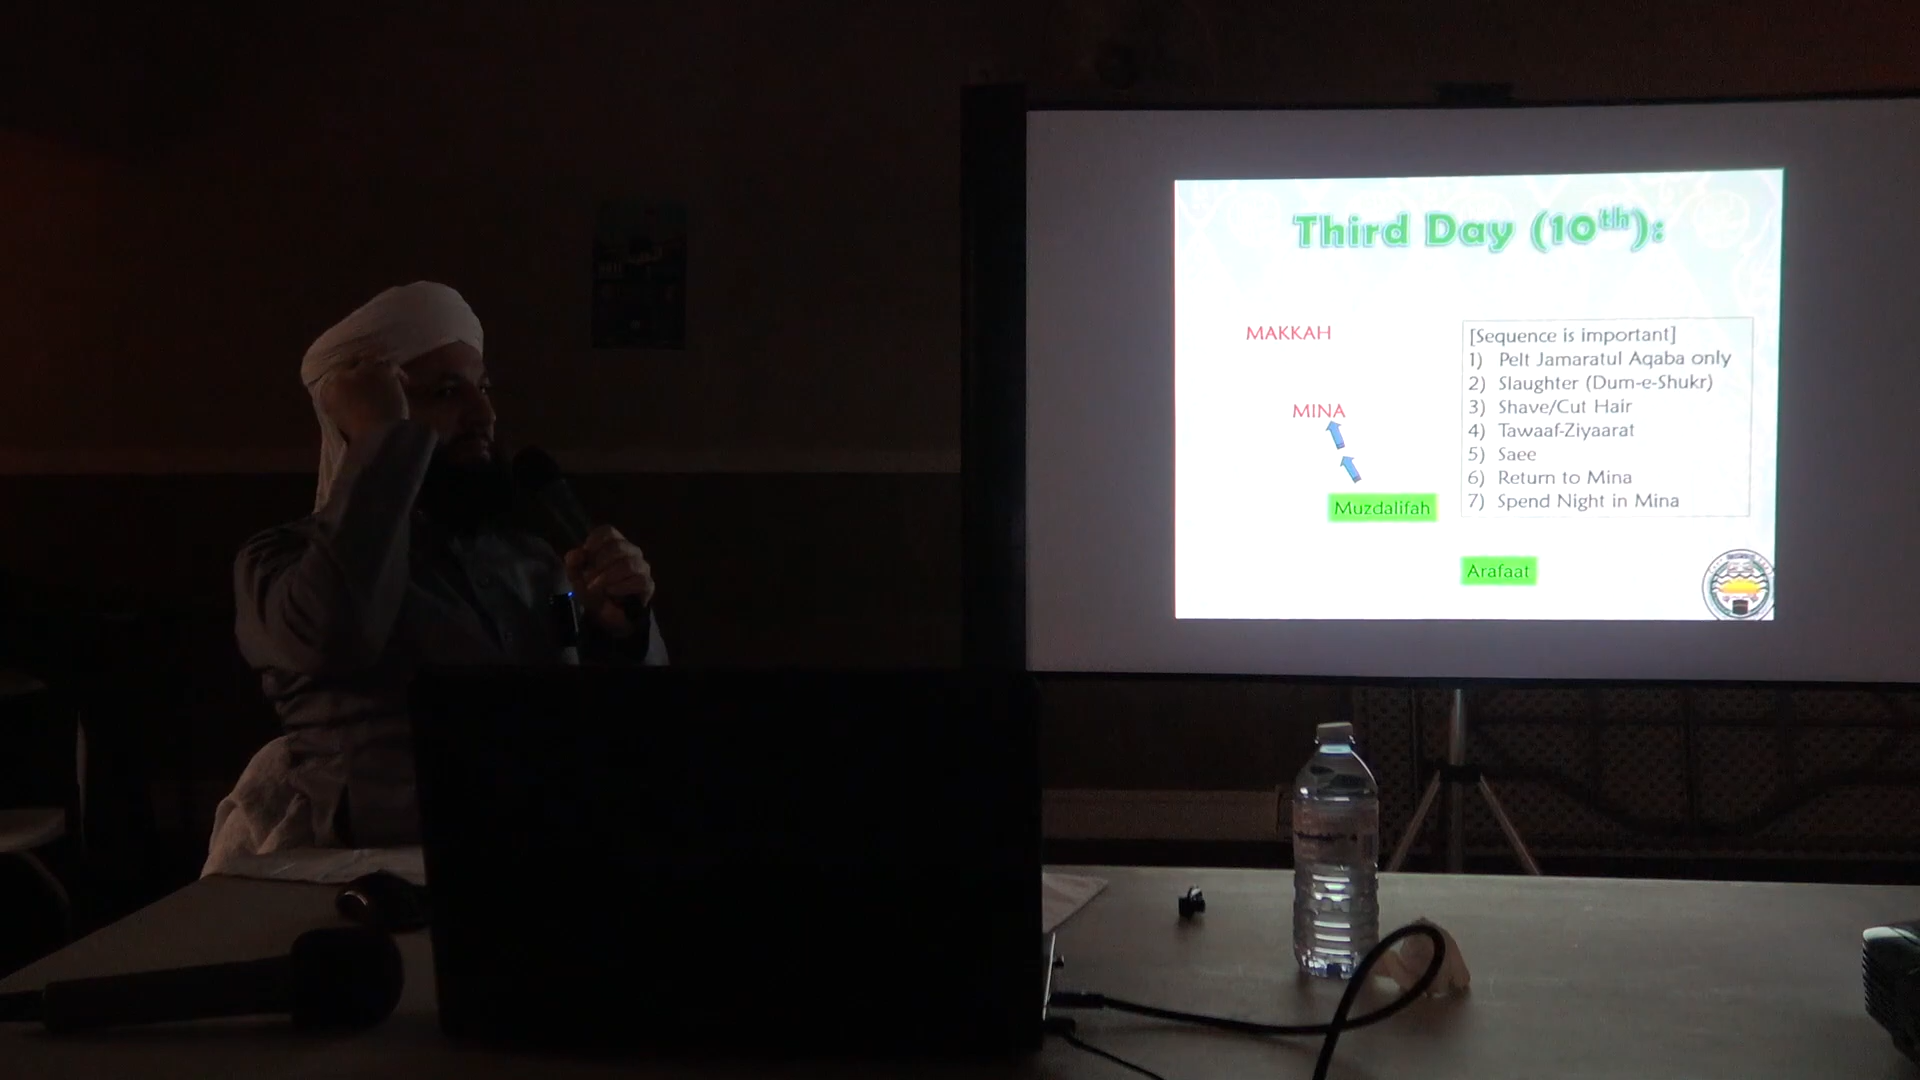 Third Day (10th):
MAKKAH
MINA
Muzdalifah
Arafaat
[Sequence is important]
1) Pelt Jamaratul Aqaba only
2) Slaughter (Dum-e-Shukr)
3) Shave/Cut Hair
4) Tawaaf-Ziyaarat
5) Saee
6) Return to Mina
7) Spend Night in Mina